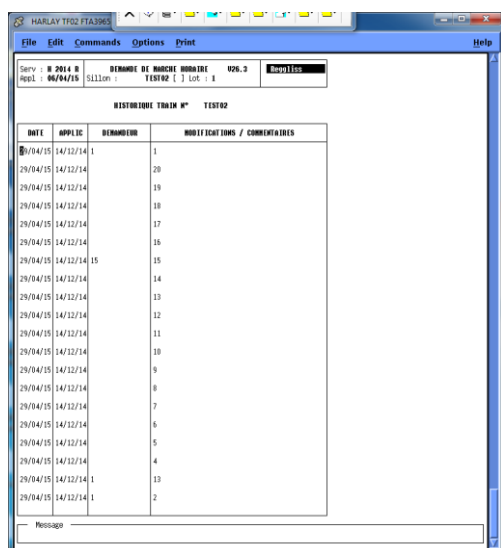 HARLAY TF02 FTA3965
File Edit Commands Options Print Help
Serv : R 2014 R DEMANDE DE MARCHE HORAIRE V26.3 Reggliss
Appl : 06/04/15 Sillon : TEST02 [ ] Lot : 1
HISTORIQUE TRAIN N° TEST02
DATE APPLIC DEMANDEUR MODIFICATIONS / COMMENTAIRES
29/04/15 14/12/14 1 1
29/04/15 14/12/14 20
29/04/15 14/12/14 19
29/04/15 14/12/14 18
29/04/15 14/12/14 17
29/04/15 14/12/14 16
29/04/15 14/12/14 15 15
29/04/15 14/12/14 14
29/04/15 14/12/14 13
29/04/15 14/12/14 12
29/04/15 14/12/14 11
29/04/15 14/12/14 10
29/04/15 14/12/14 9
29/04/15 14/12/14 8
29/04/15 14/12/14 7
29/04/15 14/12/14 6
29/04/15 14/12/14 5
29/04/15 14/12/14 4
29/04/15 14/12/14 1 13
29/04/15 14/12/14 1 2
Message